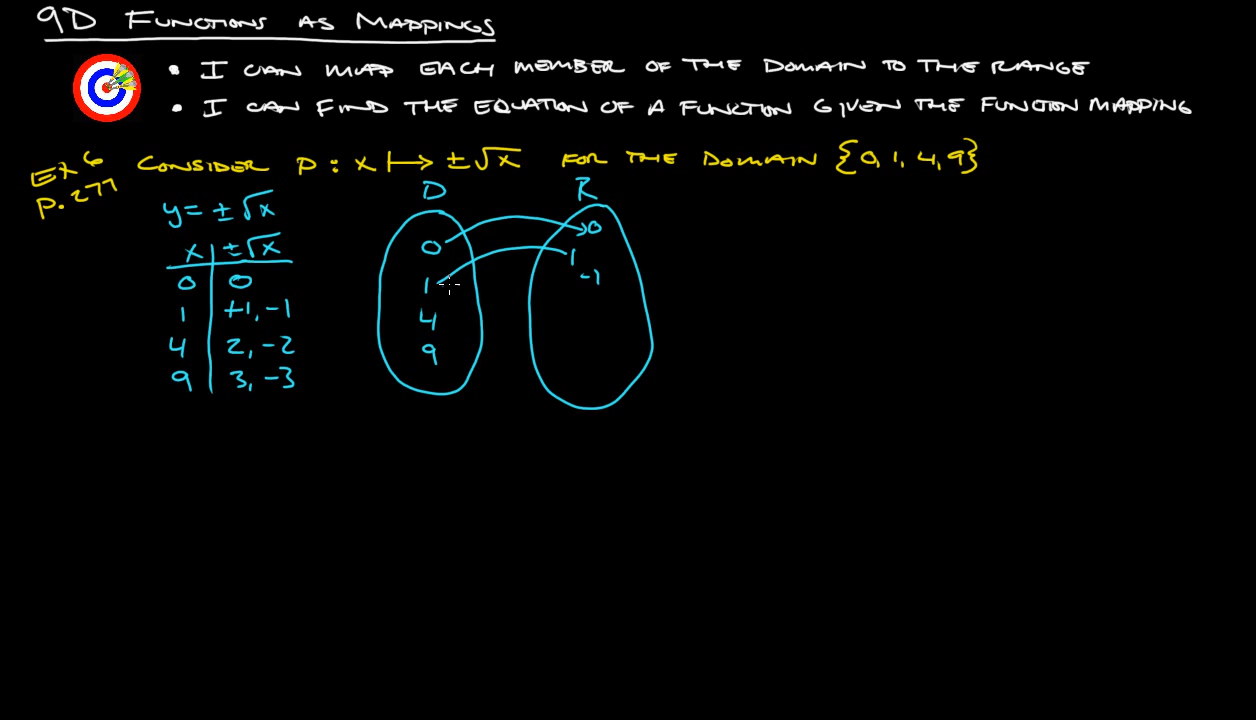 9D FUNCTIONS AS MAPPINGS
• I CAN MAP EACH MEMBER OF THE DOMAIN TO THE RANGE
• I CAN FIND THE EQUATION OF A FUNCTION GIVEN THE FUNCTION MAPPING
EX 6
P. 277
CONSIDER P : x ↦ ±√x FOR THE DOMAIN {0, 1, 4, 9}
y = ±√x
x | ±√x
0 | 0
1 | +1, -1
4 | 2, -2
9 | 3, -3
D
0
1
4
9
R
0
1
-1